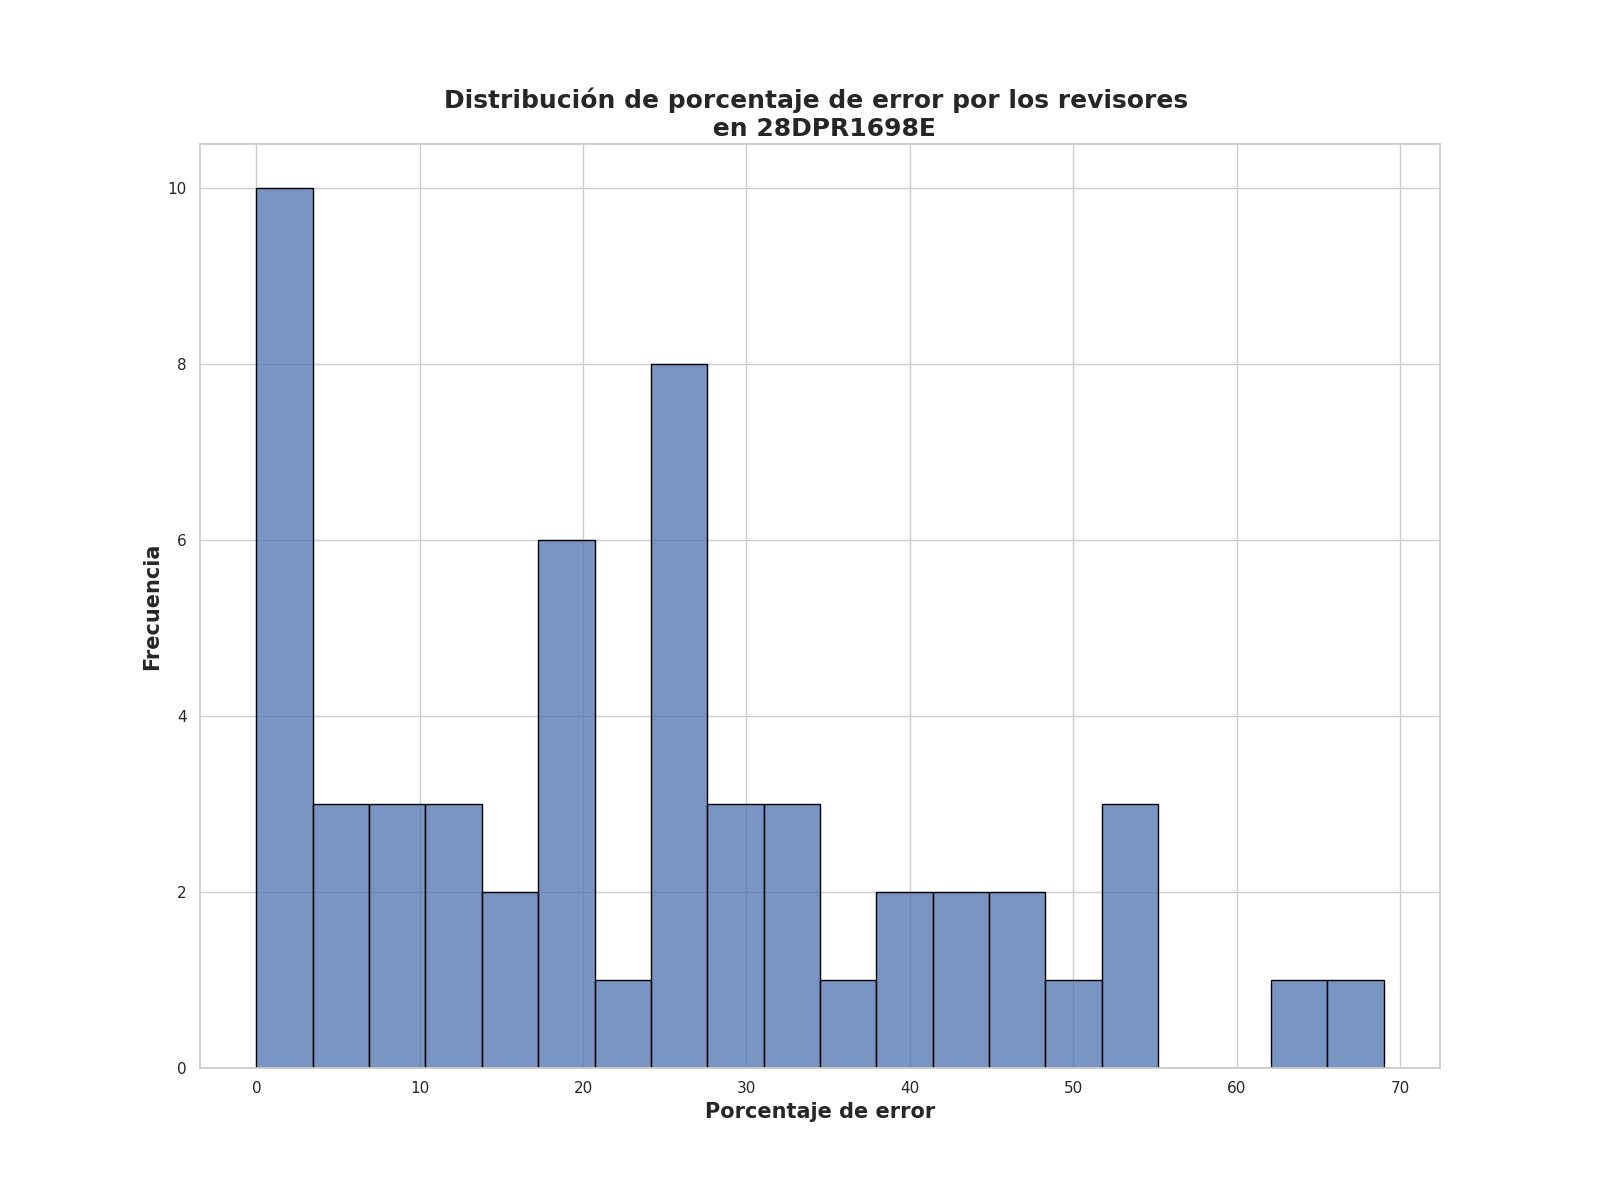 Distribución de porcentaje de error por los revisores
en 28DPR1698E
10
8
6
4
2
0
Frecuencia
0 10 20 30 40 50 60 70
Porcentaje de error